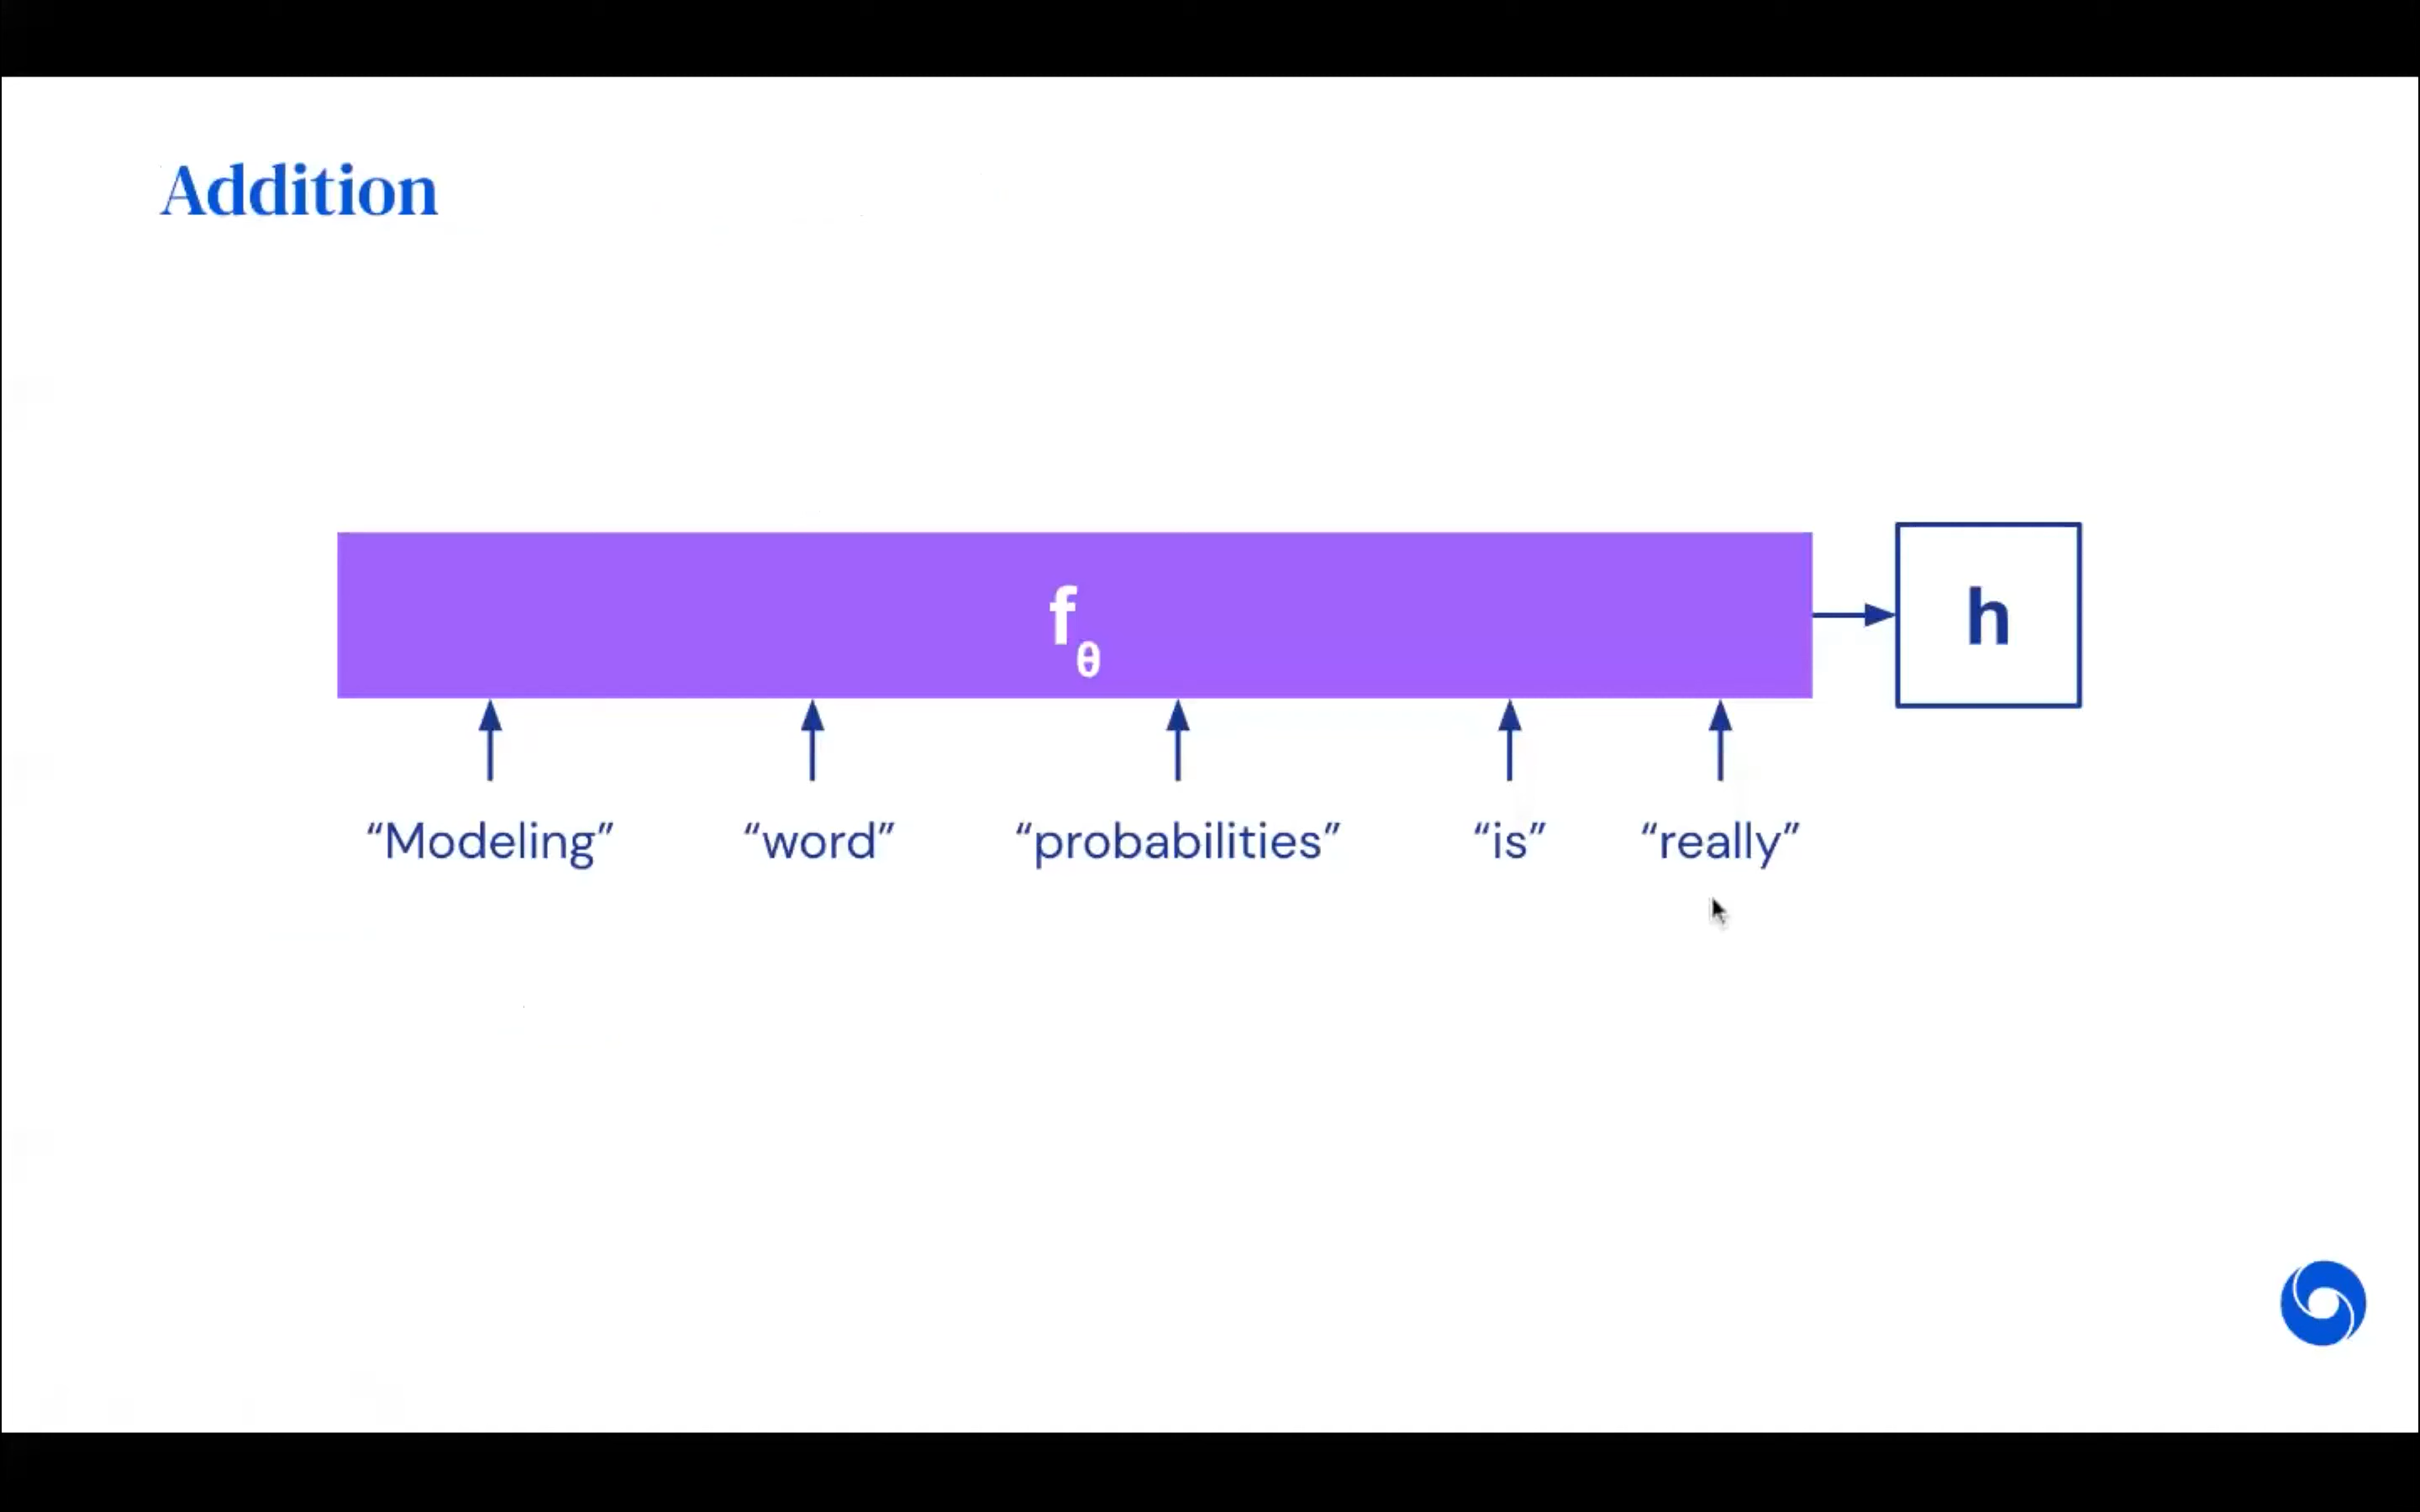 Addition
fθ
h
“Modeling” “word” “probabilities” “is” “really”